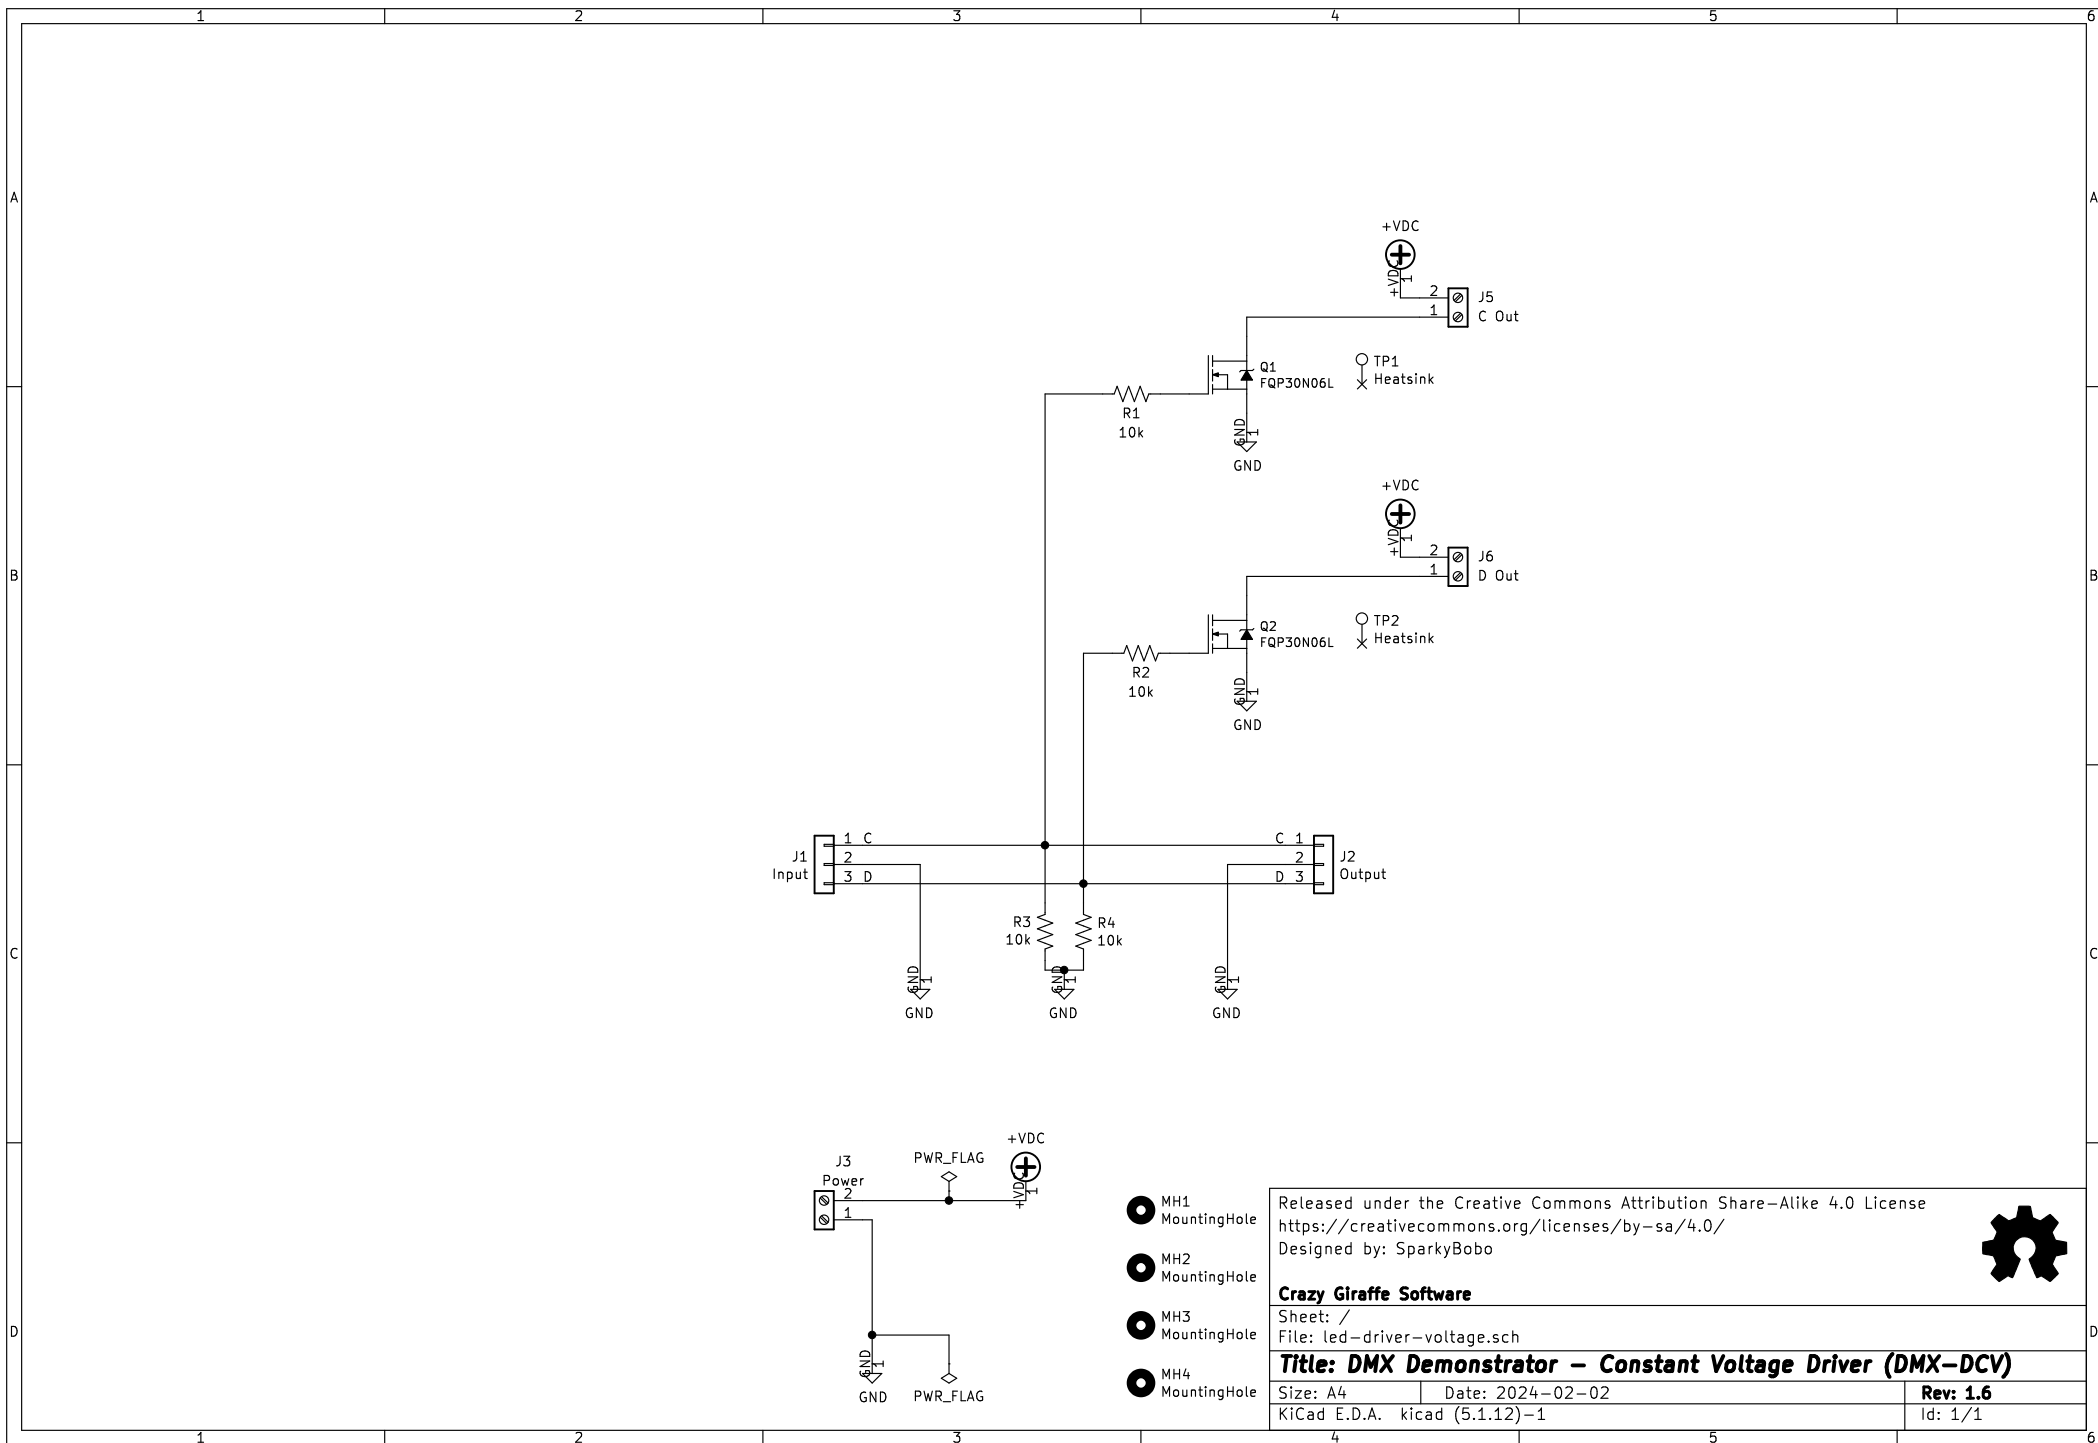 1 2 3 4 5 6
A A
+VDC
+VDC
1
2 J5
1 C Out
Q1 TP1
FQP30N06L Heatsink
R1
10k
GND
1
GND
+VDC
+VDC
1
B B
2 J6
1 D Out
Q2 TP2
FQP30N06L Heatsink
R2
10k
GND
1
GND
1 C C 1
J1 2 2 J2
Input 3 D D 3 Output
R3 R4
10k 10k
C C
GND 1 GND 1 GND 1
GND GND GND
+VDC
J3 PWR_FLAG
Power
2 +VDC 1
1
GND 1
GND PWR_FLAG
MH1
MountingHole
MH2
MountingHole
MH3
MountingHole
MH4
MountingHole
Released under the Creative Commons Attribution Share-Alike 4.0 License
https://creativecommons.org/licenses/by-sa/4.0/
Designed by: SparkyBobo
Crazy Giraffe Software
Sheet: /
File: led-driver-voltage.sch
D D
Title: DMX Demonstrator - Constant Voltage Driver (DMX-DCV)
Size: A4 Date: 2024-02-02 Rev: 1.6
KiCad E.D.A. kicad (5.1.12)-1 Id: 1/1
1 2 3 4 5 6